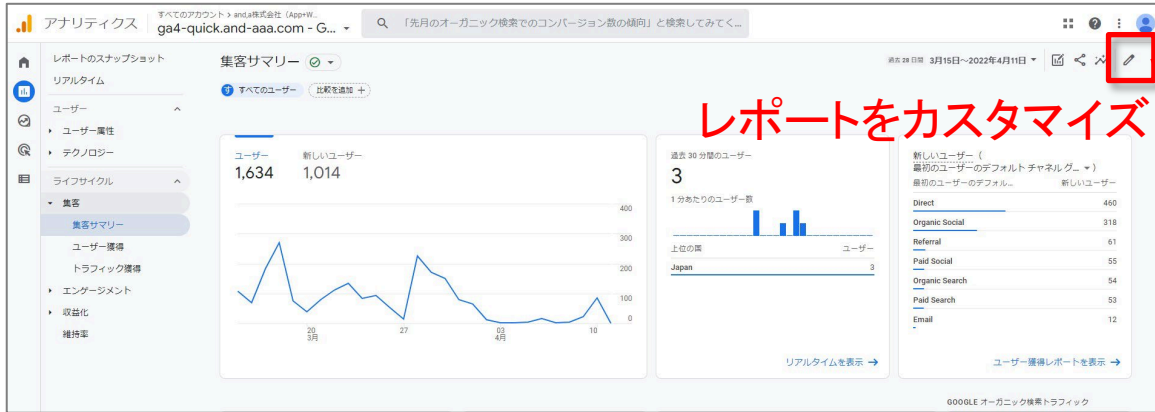 アナリティクス
すべてのアカウント > and,a株式会社 (App+W..
ga4-quick.and-aaa.com - G...
「先月のオーガニック検索でのコンバージョン数の傾向」と検索してみてく...
レポートのスナップショット
リアルタイム
ユーザー
ユーザー属性
テクノロジー
ライフサイクル
集客
集客サマリー
ユーザー獲得
トラフィック獲得
エンゲージメント
収益化
維持率
集客サマリー
過去 28 日間 3月15日～2022年4月11日
す すべてのユーザー
比較を追加 +
レポートをカスタマイズ
ユーザー 新しいユーザー
1,634 1,014
400
300
200
100
0
20 27 03 10
3月 4月
過去 30 分間のユーザー
3
1 分あたりのユーザー数
上位の国 ユーザー
Japan 3
リアルタイムを表示 →
新しいユーザー（
最初のユーザーのデフォルト チャネル グ... ）
最初のユーザーのデフォル... 新しいユーザー
Direct 460
Organic Social 318
Referral 61
Paid Social 55
Organic Search 54
Paid Search 53
Email 12
ユーザー獲得レポートを表示 →
GOOGLE オーガニック検索トラフィック